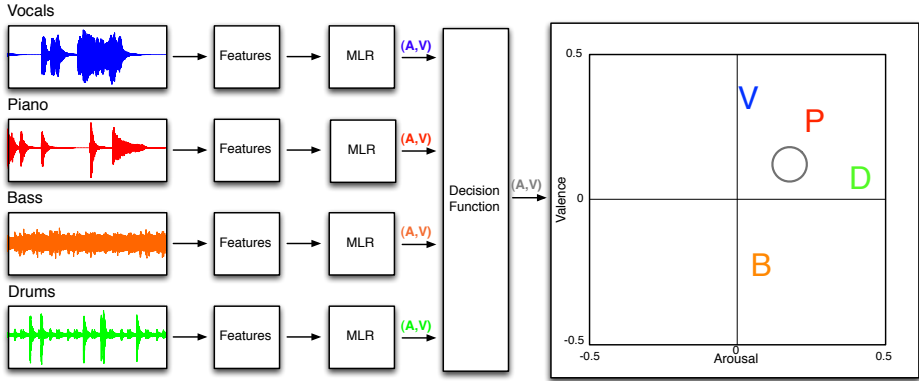 Vocals
Features
MLR
(A,V)
Piano
Features
MLR
(A,V)
Bass
Features
MLR
(A,V)
Drums
Features
MLR
(A,V)
Decision
Function
(A,V)
0.5
V
P
D
0
Valence
B
-0.5
-0.5
0
0.5
Arousal